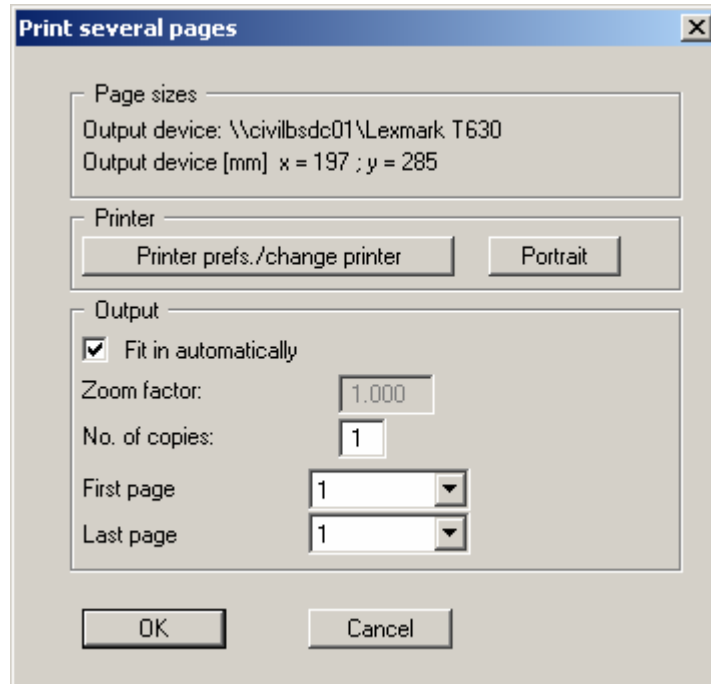 Print several pages
Page sizes
Output device: \\civilbsdc01\Lexmark T630
Output device [mm] x = 197 ; y = 285
Printer
Printer prefs./change printer Portrait
Output
Fit in automatically
Zoom factor: 1.000
No. of copies: 1
First page 1
Last page 1
OK Cancel